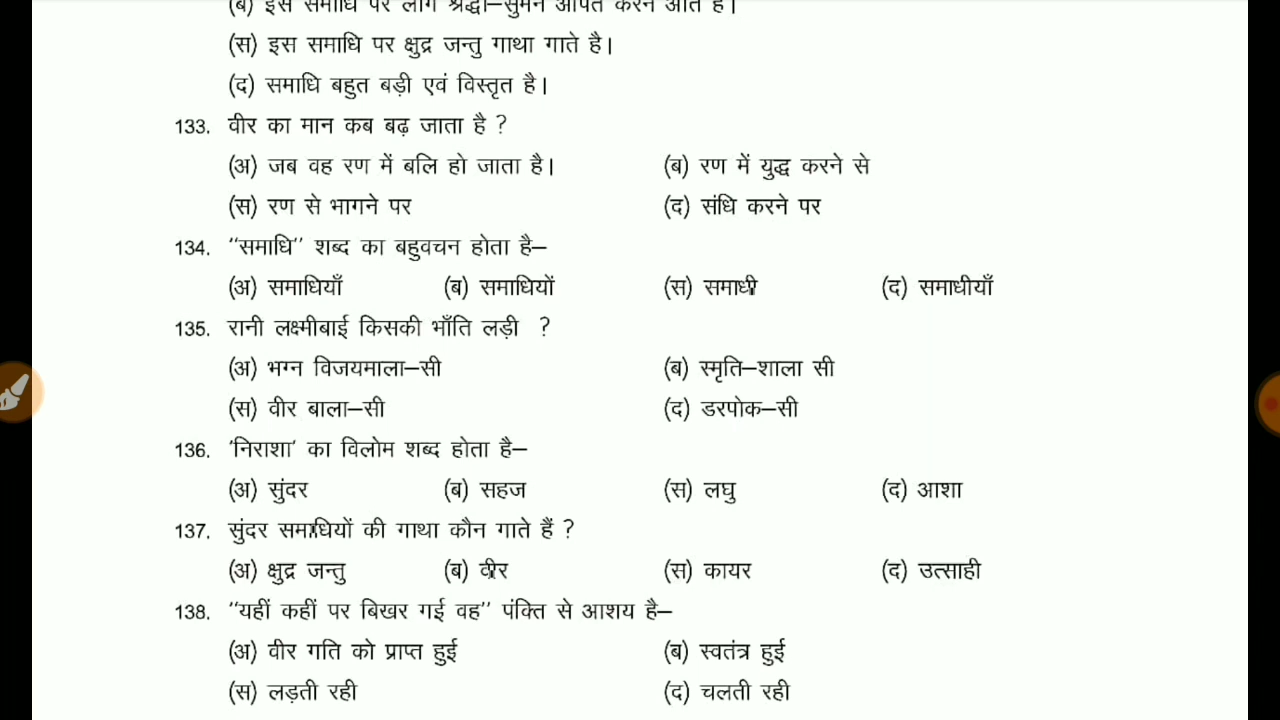 (ब) इस समाधि पर लोग श्रद्धा–सुमन अर्पित करने आते है।
(स) इस समाधि पर क्षुद्र जन्तु गाथा गाते है।
(द) समाधि बहुत बड़ी एवं विस्तृत है।
133. वीर का मान कब बढ़ जाता है ?
(अ) जब वह रण में बलि हो जाता है। (ब) रण में युद्ध करने से
(स) रण से भागने पर (द) संधि करने पर
134. ''समाधि'' शब्द का बहुवचन होता है–
(अ) समाधियाँ (ब) समाधियों (स) समाधी (द) समाधीयाँ
135. रानी लक्ष्मीबाई किसकी भाँति लड़ी ?
(अ) भग्न विजयमाला–सी (ब) स्मृति–शाला सी
(स) वीर बाला–सी (द) डरपोक–सी
136. 'निराशा' का विलोम शब्द होता है–
(अ) सुंदर (ब) सहज (स) लघु (द) आशा
137. सुंदर समाधियों की गाथा कौन गाते हैं ?
(अ) क्षुद्र जन्तु (ब) वीर (स) कायर (द) उत्साही
138. ''यहीं कहीं पर बिखर गई वह'' पंक्ति से आशय है–
(अ) वीर गति को प्राप्त हुई (ब) स्वतंत्र हुई
(स) लड़ती रही (द) चलती रही